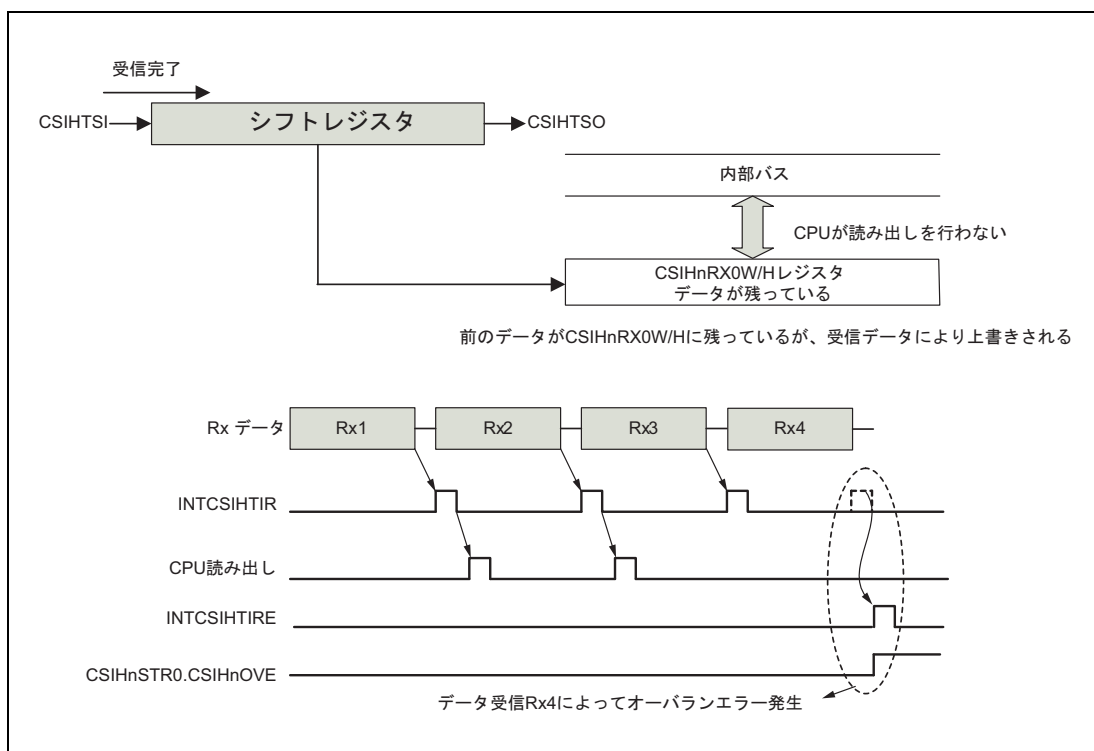 受信完了
CSIHTSI
シフトレジスタ
CSIHTSO
内部バス
CPUが読み出しを行わない
CSIHnRX0W/Hレジスタ
データが残っている
前のデータがCSIHnRX0W/Hに残っているが、受信データにより上書きされる
Rx データ
Rx1
Rx2
Rx3
Rx4
INTCSIHTIR
CPU読み出し
INTCSIHTIRE
CSIHnSTR0.CSIHnOVE
データ受信Rx4によってオーバランエラー発生